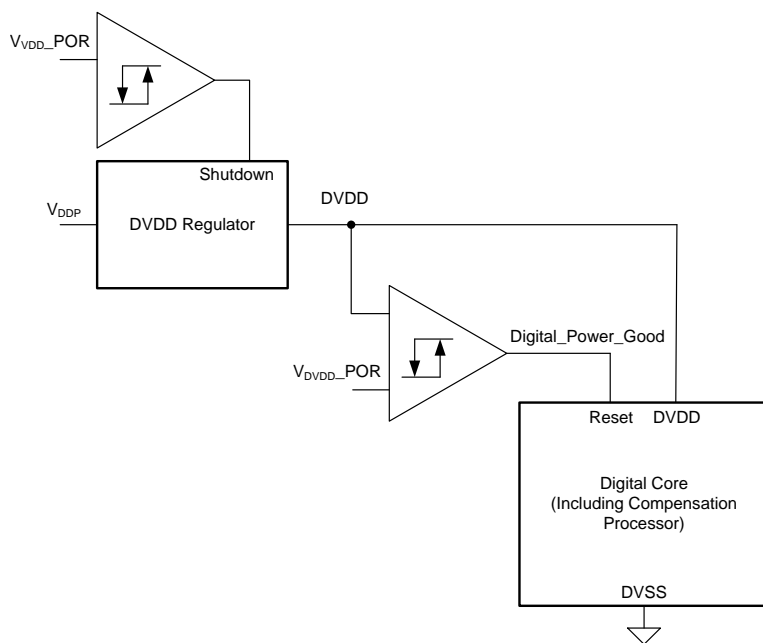 V_VDD_POR
Shutdown
V_DDP
DVDD Regulator
DVDD
Digital_Power_Good
V_DVDD_POR
Reset DVDD
Digital Core
(Including Compensation
Processor)
DVSS